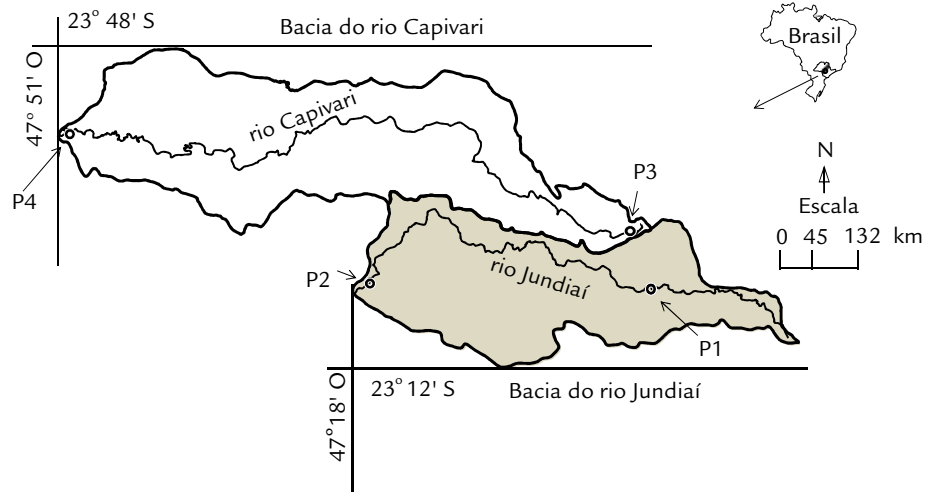 23° 48' S
Bacia do rio Capivari
Brasil
47° 51' O
rio Capivari
N
P3
P4
Escala
0 45 132 km
rio Jundiaí
P2
P1
23° 12' S
Bacia do rio Jundiaí
47°18' O